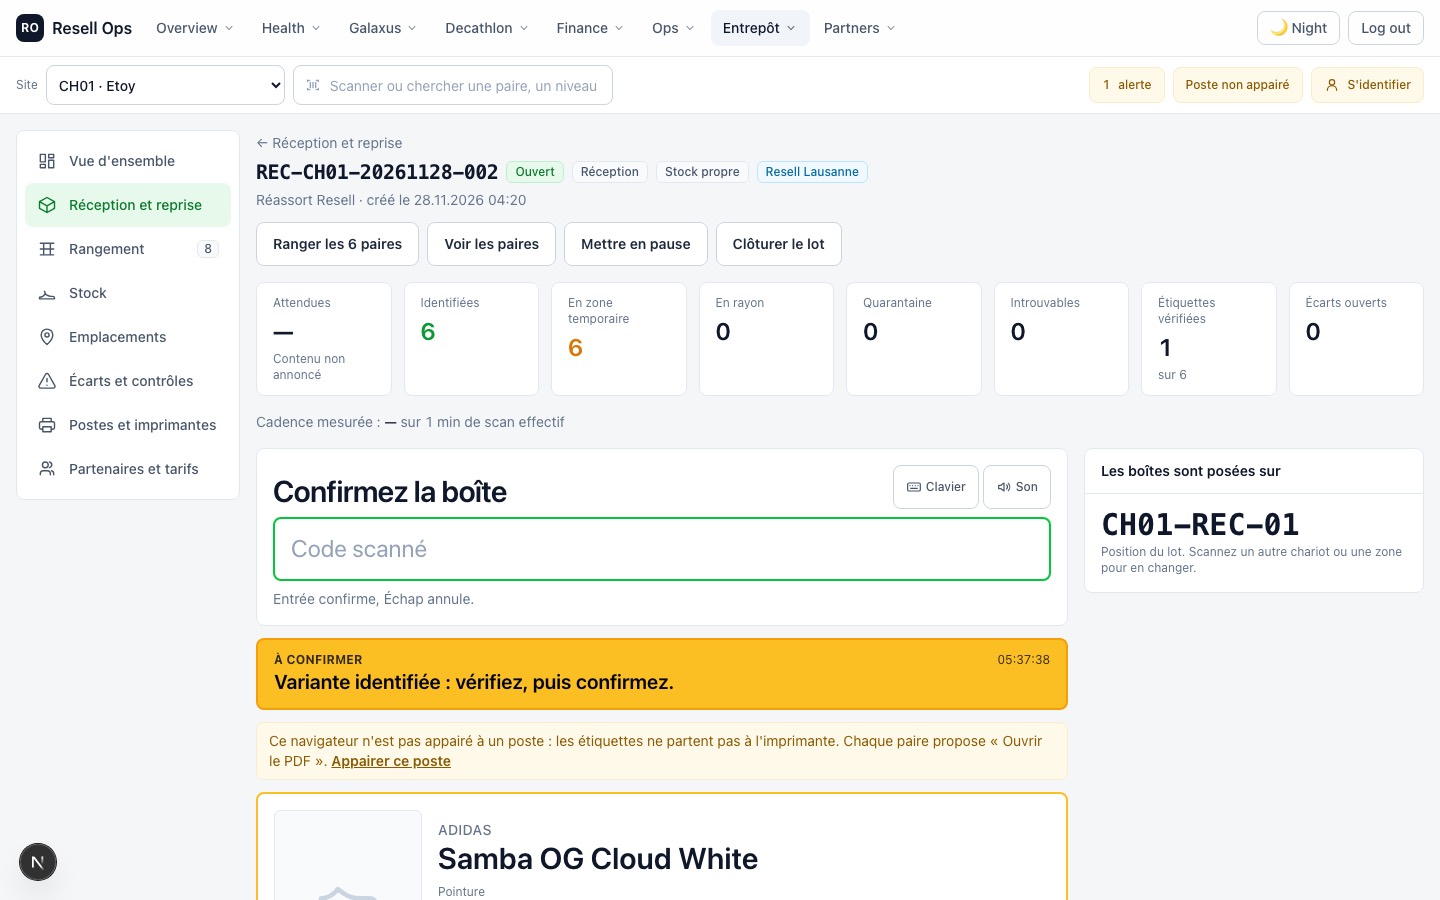 RO Resell Ops Overview Health Galaxus Decathlon Finance Ops Entrepôt Partners 🌙 Night Log out
Site CH01 · Etoy Scanner ou chercher une paire, un niveau 1 alerte Poste non appairé S'identifier
Vue d'ensemble
Réception et reprise
Rangement 8
Stock
Emplacements
Écarts et contrôles
Postes et imprimantes
Partenaires et tarifs
← Réception et reprise
REC-CH01-20261128-002 Ouvert Réception Stock propre Resell Lausanne
Réassort Resell · créé le 28.11.2026 04:20
Ranger les 6 paires Voir les paires Mettre en pause Clôturer le lot
Attendues
—
Contenu non
annoncé
Identifiées
6
En zone
temporaire
6
En rayon
0
Quarantaine
0
Introuvables
0
Étiquettes
vérifiées
1
sur 6
Écarts ouverts
0
Cadence mesurée : — sur 1 min de scan effectif
Confirmez la boîte Clavier Son
Code scanné
Entrée confirme, Échap annule.
À CONFIRMER 05:37:38
Variante identifiée : vérifiez, puis confirmez.
Ce navigateur n'est pas appairé à un poste : les étiquettes ne partent pas à l'imprimante. Chaque paire propose « Ouvrir
le PDF ». Appairer ce poste
ADIDAS
Samba OG Cloud White
Pointure
Les boîtes sont posées sur
CH01-REC-01
Position du lot. Scannez un autre chariot ou une zone
pour en changer.
N